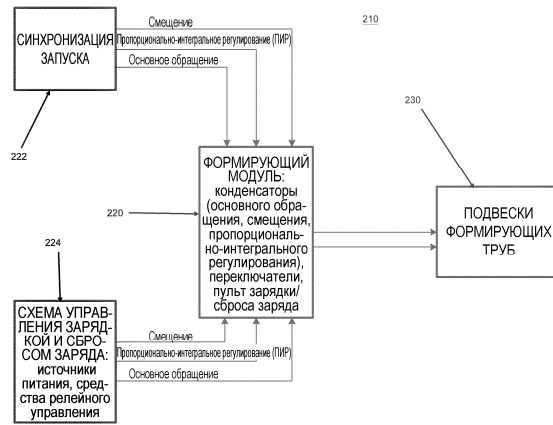 Смещение
210
СИНХРОНИЗАЦИЯ
ЗАПУСКА
Пропорционально-интегральное регулирование (ПИР)
Основное обращение
222
230
ФОРМИРУЮЩИЙ
МОДУЛЬ:
конденсаторы
(основного обра-
щения, смещения,
пропорциональ-
но-интегрального
регулирования),
переключатели,
пульт зарядки/
сброса заряда
220
ПОДВЕСКИ
ФОРМИРУЮЩИХ
ТРУБ
224
СХЕМА УПРАВ-
ЛЕНИЯ ЗАРЯД-
КОЙ И СБРО-
СОМ ЗАРЯДА:
источники
питания, сред-
ства релейного
управления
Смещение
Пропорционально-интегральное регулирование (ПИР)
Основное обращение